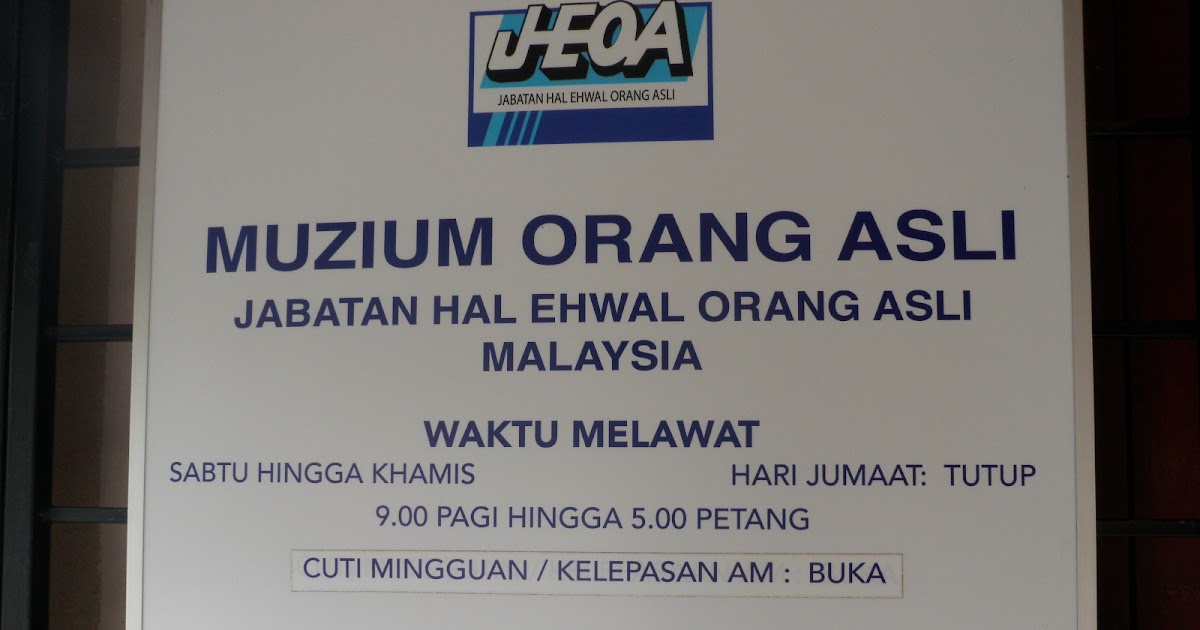 JHEOA
JABATAN HAL EHWAL ORANG ASLI
MUZIUM ORANG ASLI
JABATAN HAL EHWAL ORANG ASLI
MALAYSIA
WAKTU MELAWAT
SABTU HINGGA KHAMIS HARI JUMAAT: TUTUP
9.00 PAGI HINGGA 5.00 PETANG
CUTI MINGGUAN / KELEPASAN AM : BUKA